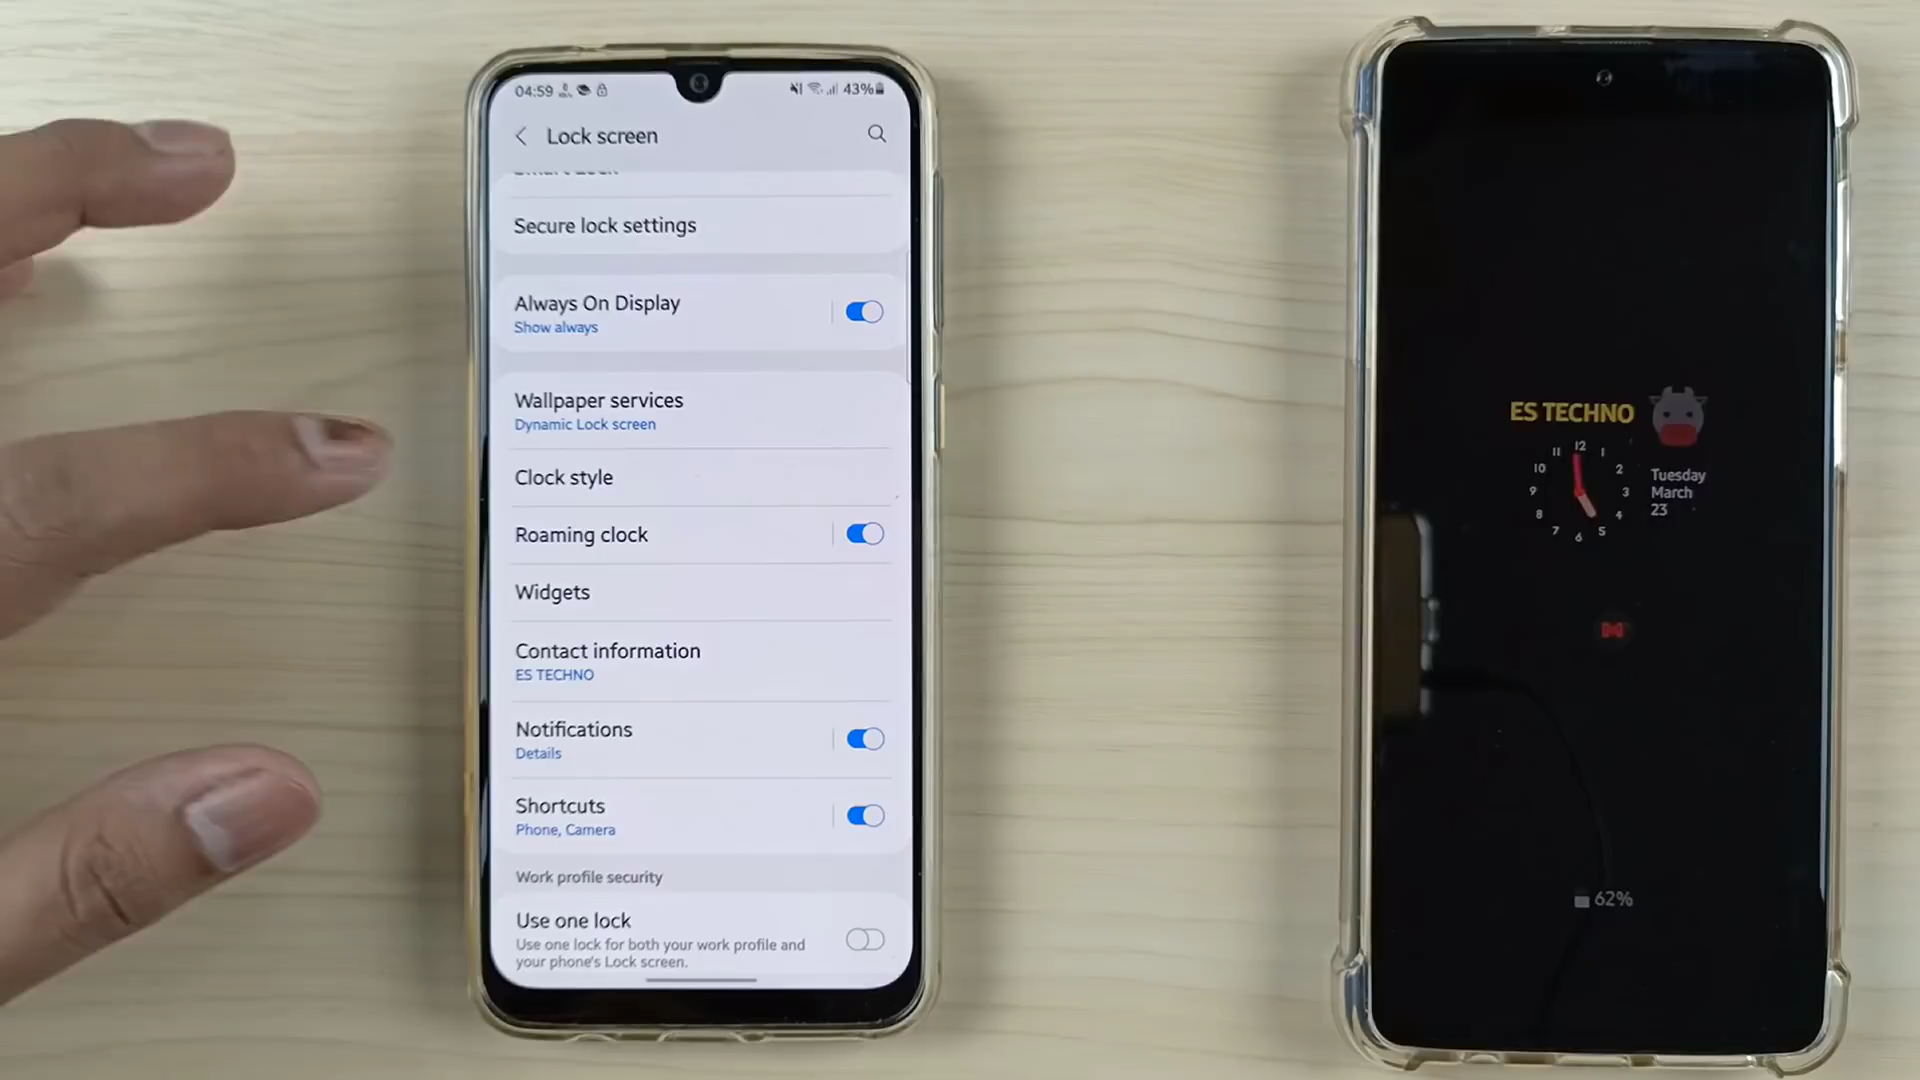 04:59
43%
Lock screen
Secure lock settings
Always On Display
Show always
Wallpaper services
Dynamic Lock screen
Clock style
Roaming clock
Widgets
Contact information
ES TECHNO
Notifications
Details
Shortcuts
Phone, Camera
Work profile security
Use one lock
Use one lock for both your work profile and
your phone's Lock screen.
ES TECHNO
12
11 1
10 2
9 3
8 4
7 5
6
Tuesday
March
23
62%